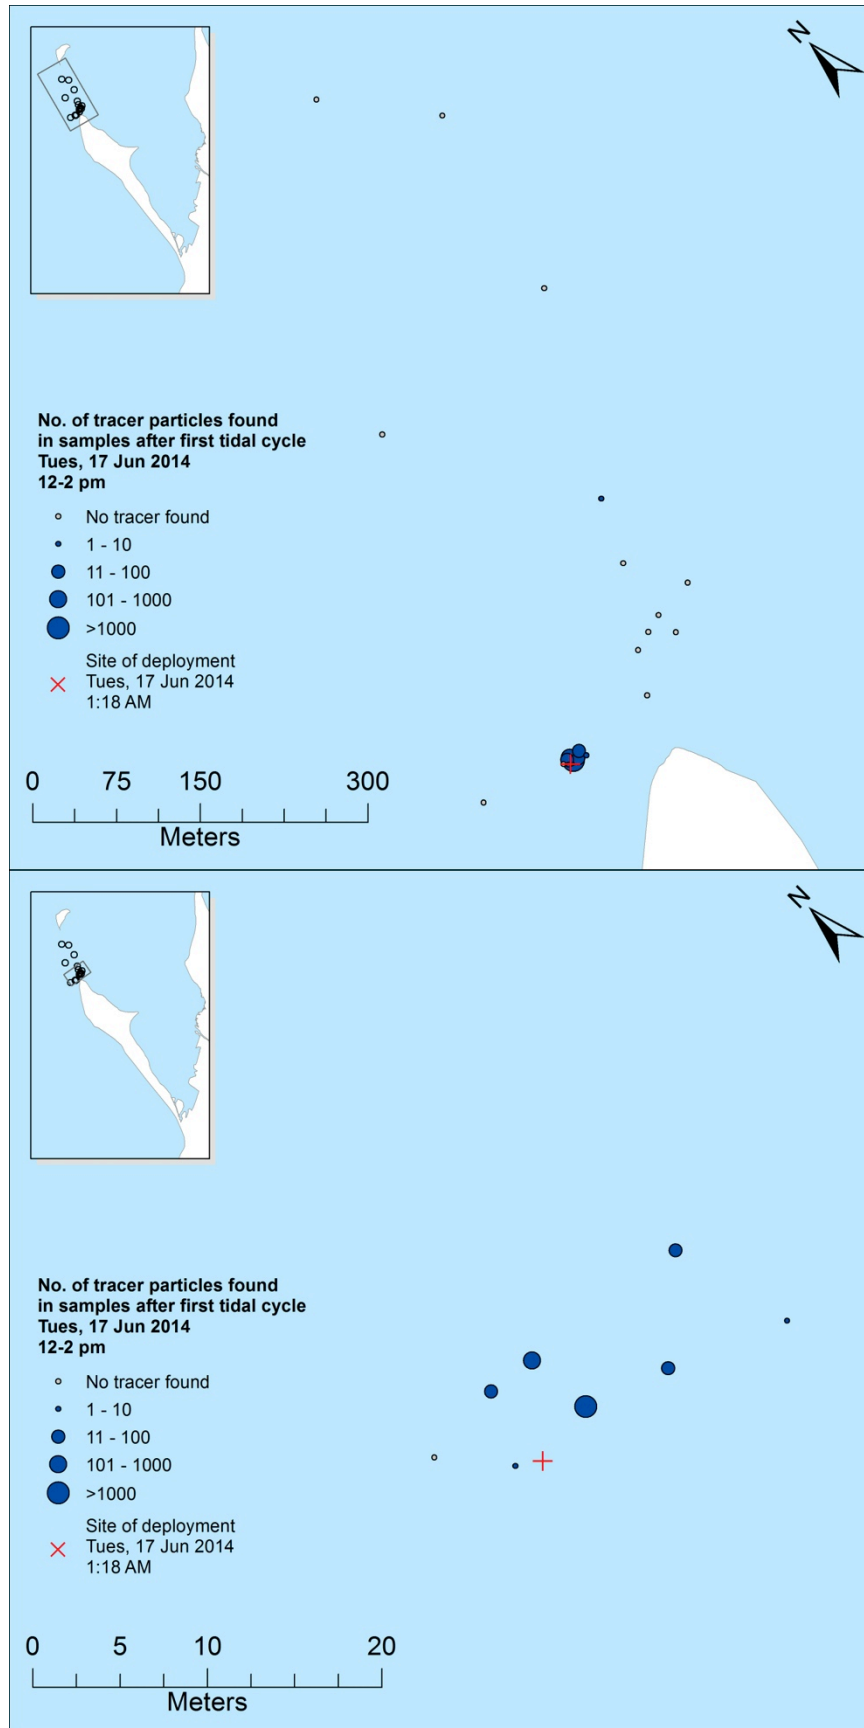 N
No. of tracer particles found
in samples after first tidal cycle
Tues, 17 Jun 2014
12-2 pm
No tracer found
1 - 10
11 - 100
101 - 1000
>1000
Site of deployment
Tues, 17 Jun 2014
1:18 AM
0 75 150 300
Meters
N
No. of tracer particles found
in samples after first tidal cycle
Tues, 17 Jun 2014
12-2 pm
No tracer found
1 - 10
11 - 100
101 - 1000
>1000
Site of deployment
Tues, 17 Jun 2014
1:18 AM
0 5 10 20
Meters